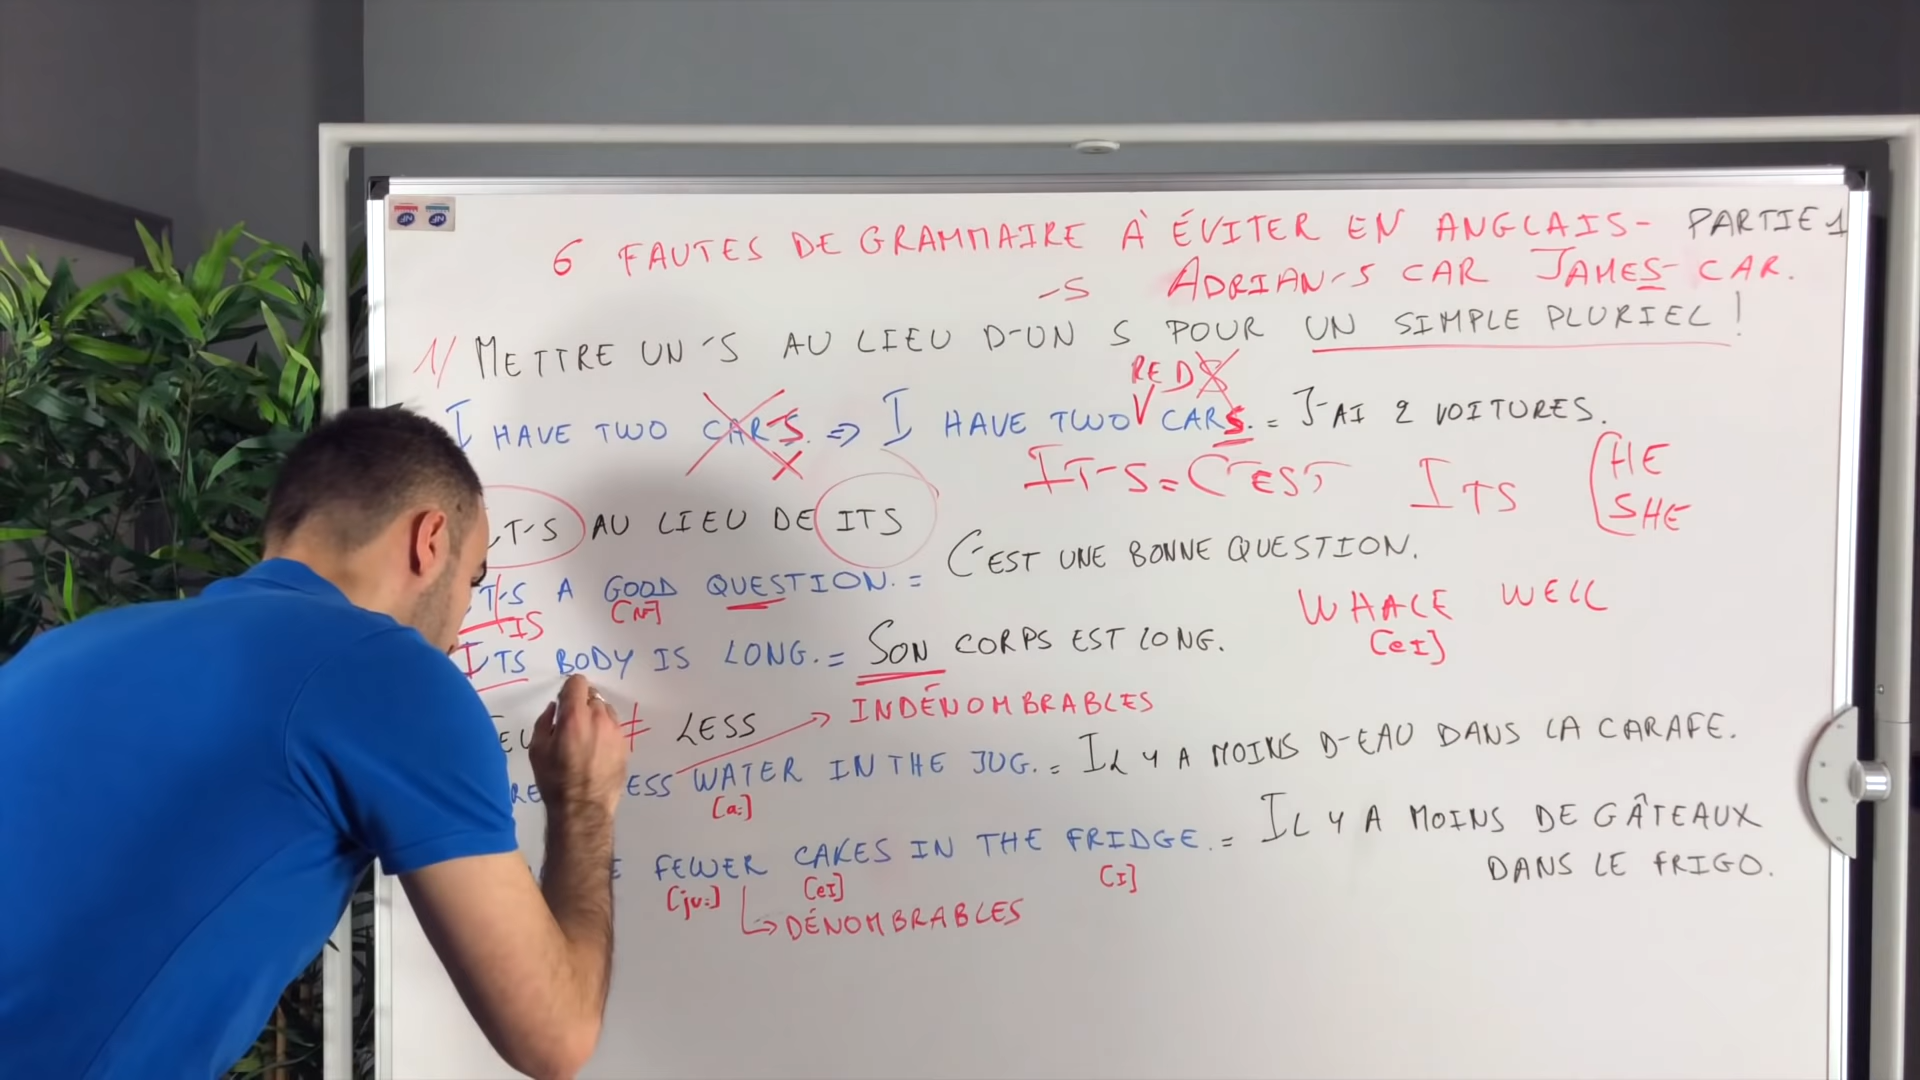 6 FAUTES DE GRAMMAIRE À ÉVITER EN ANGLAIS- PARTIE 1
-S ADRIAN-S CAR JAMES- CAR.
1/ METTRE UN 'S AU LIEU D-UN S POUR UN SIMPLE PLURIEL !
RED
I HAVE TWO CAR'S. => I HAVE TWO V CARS. = J-AI 2 VOITURES.
IT-S = C'EST ITS HE
SHE
T-S AU LIEU DE ITS
T-S A GOOD QUESTION. = C-EST UNE BONNE QUESTION.
IS
WHALE WELL
[eI]
ITS BODY IS LONG. = SON CORPS EST LONG.
≠ LESS -> INDÉNOMBRABLES
ESS WATER IN THE JUG. = IL Y A MOINS D-EAU DANS LA CARAFE.
[a:]
FEWER CAKES IN THE FRIDGE. = IL Y A MOINS DE GÂTEAUX
DANS LE FRIGO.
[ju:] [eI] [I]
-> DÉNOMBRABLES